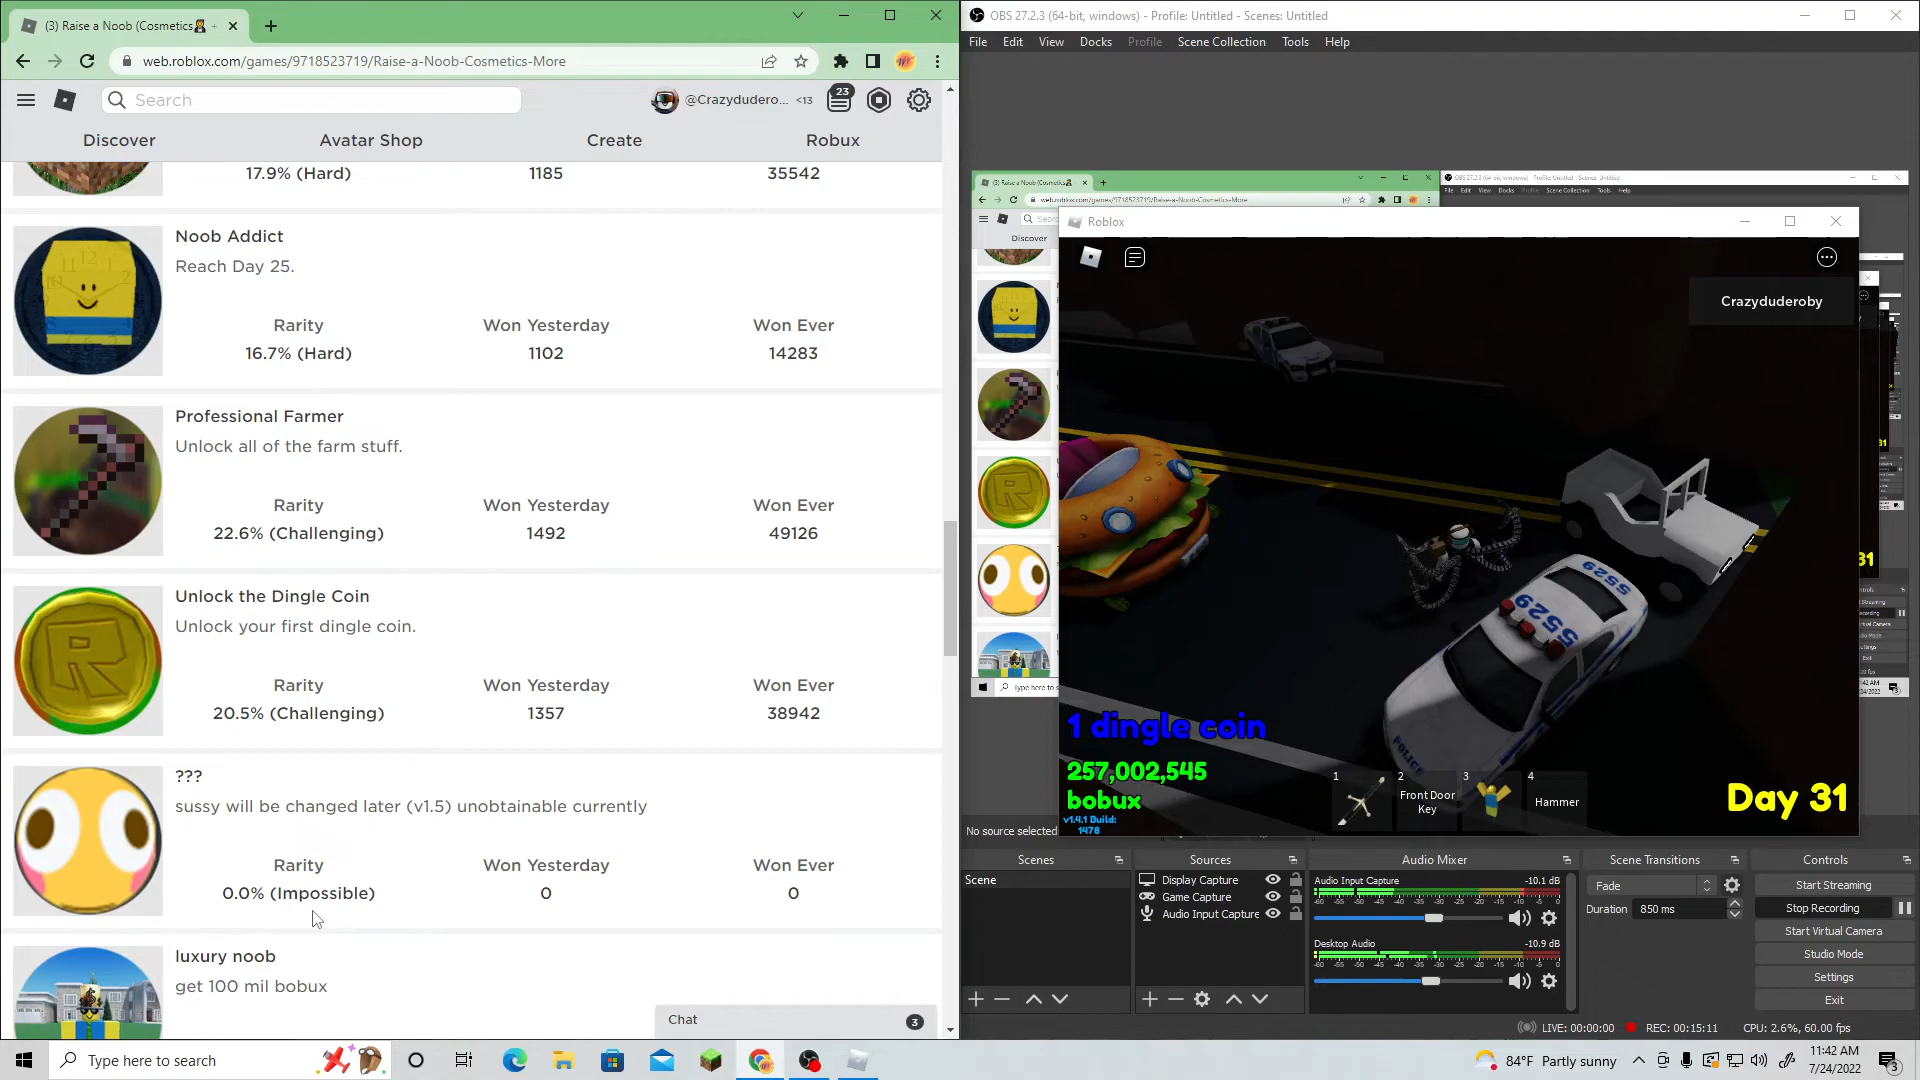 (3) Raise a Noob (Cosmetics
web.roblox.com/games/9718523719/Raise-a-Noob-Cosmetics-More
Search
@Crazydudero... <13
23
Discover
Avatar Shop
Create
Robux
17.9% (Hard)
1185
35542
Noob Addict
Reach Day 25.
Rarity
Won Yesterday
Won Ever
16.7% (Hard)
1102
14283
Professional Farmer
Unlock all of the farm stuff.
Rarity
Won Yesterday
Won Ever
22.6% (Challenging)
1492
49126
Unlock the Dingle Coin
Unlock your first dingle coin.
Rarity
Won Yesterday
Won Ever
20.5% (Challenging)
1357
38942
???
sussy will be changed later (v1.5) unobtainable currently
Rarity
Won Yesterday
Won Ever
0.0% (Impossible)
0
0
luxury noob
get 100 mil bobux
Chat
3
OBS 27.2.3 (64-bit, windows) - Profile: Untitled - Scenes: Untitled
File Edit View Docks Profile Scene Collection Tools Help
Roblox
Crazyduderoby
5529
5529
POLICE
1 dingle coin
257,002,545
bobux
v1.4.1 Build:
1478
1
2
Front Door
Key
3
4
Hammer
Day 31
31
No source selected
Scenes
Scene
Sources
Display Capture
Game Capture
Audio Input Capture
Audio Mixer
Audio Input Capture
-10.1 dB
Desktop Audio
-10.9 dB
Scene Transitions
Fade
Duration 850 ms
Controls
Start Streaming
Stop Recording
Start Virtual Camera
Studio Mode
Settings
Exit
LIVE: 00:00:00
REC: 00:15:11
CPU: 2.6%, 60.00 fps
Type here to search
84°F Partly sunny
11:42 AM
7/24/2022
3